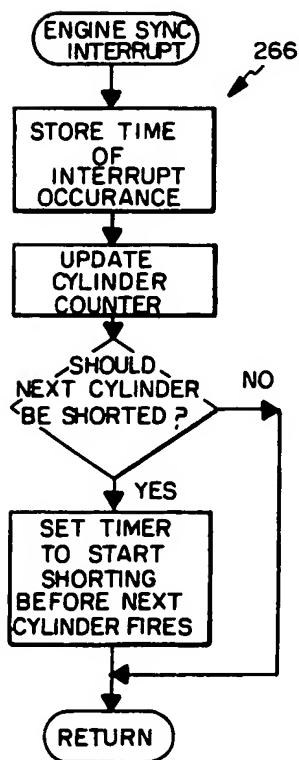 ENGINE SYNC
INTERRUPT
266
STORE TIME
OF
INTERRUPT
OCCURANCE
UPDATE
CYLINDER
COUNTER
SHOULD
NEXT CYLINDER
BE SHORTED?
NO
YES
SET TIMER
TO START
SHORTING
BEFORE NEXT
CYLINDER FIRES
RETURN